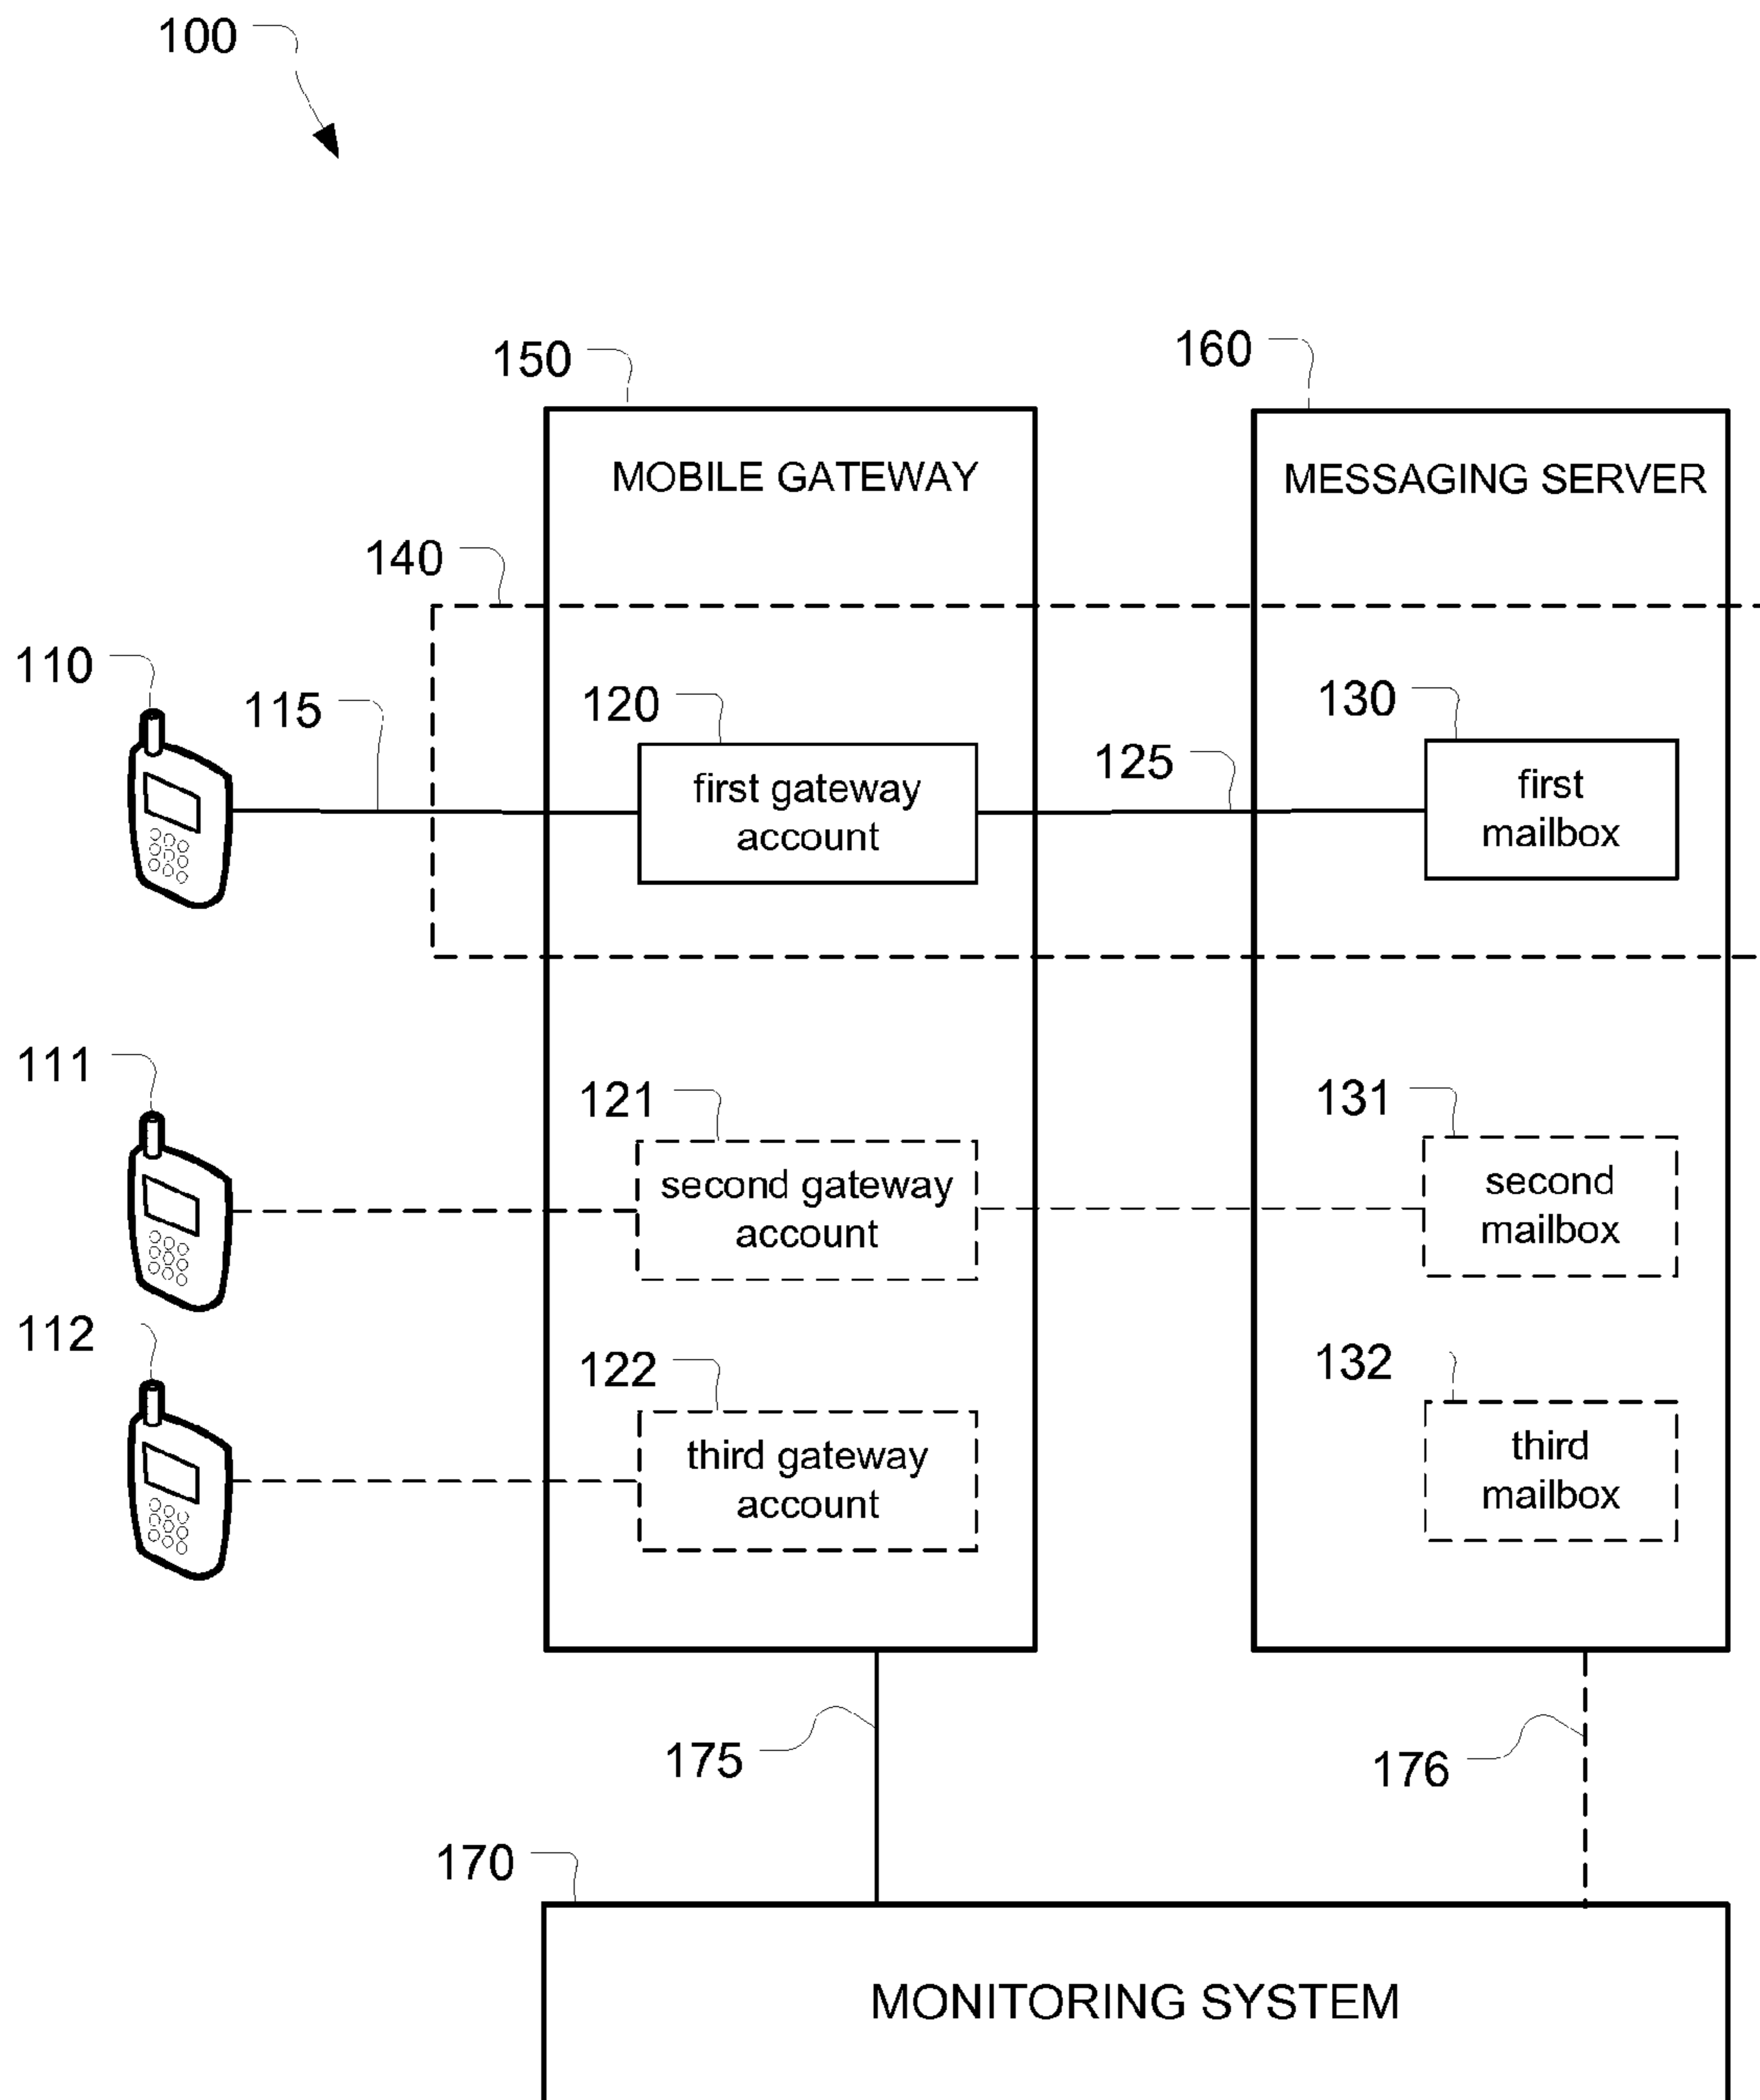 100
150
160
MOBILE GATEWAY
MESSAGING SERVER
140
110
115
120
125
130
first gateway
account
first
mailbox
111
121
131
second gateway
account
second
mailbox
112
122
132
third gateway
account
third
mailbox
175
176
170
MONITORING SYSTEM